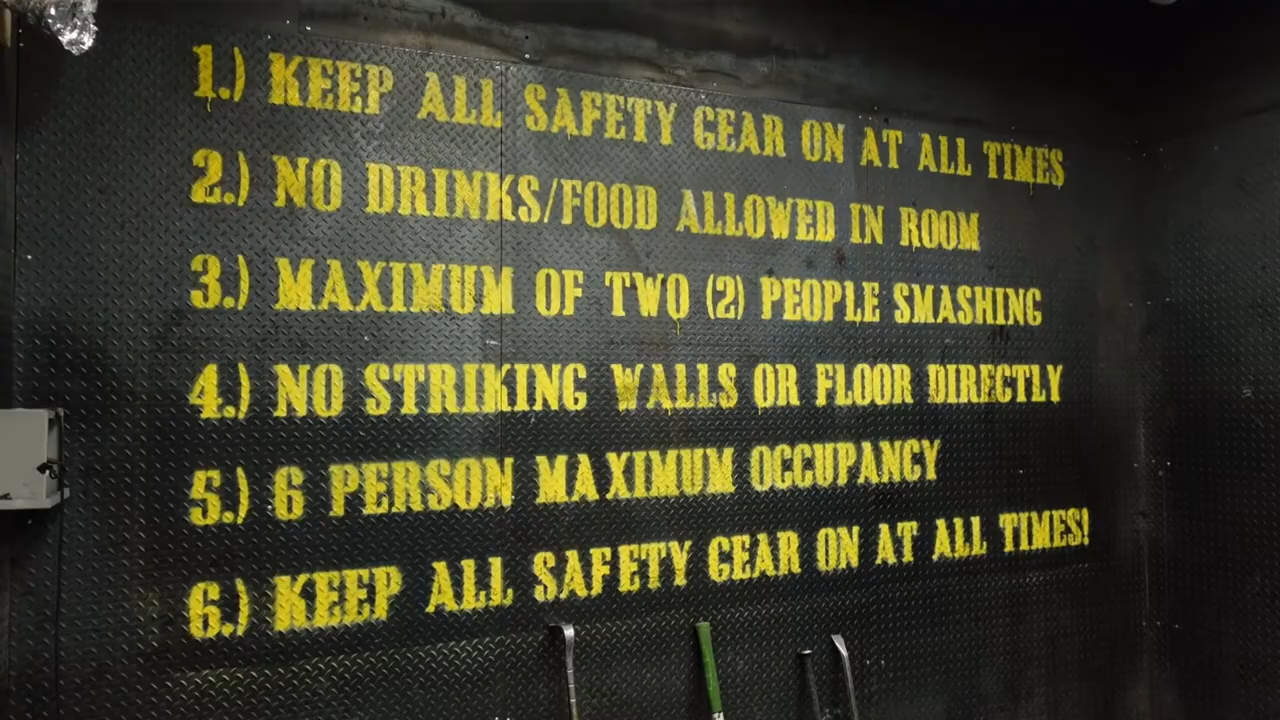 1.) KEEP ALL SAFETY GEAR ON AT ALL TIMES
2.) NO DRINKS/FOOD ALLOWED IN ROOM
3.) MAXIMUM OF TWO (2) PEOPLE SMASHING
4.) NO STRIKING WALLS OR FLOOR DIRECTLY
5.) 6 PERSON MAXIMUM OCCUPANCY
6.) KEEP ALL SAFETY GEAR ON AT ALL TIMES!